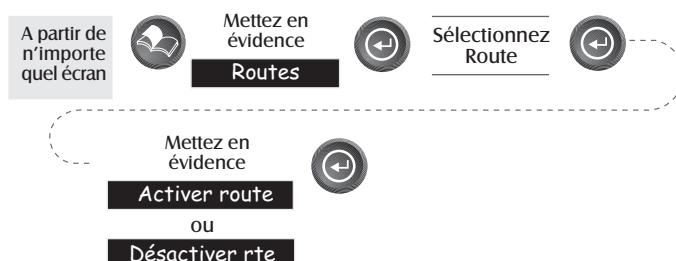 A partir de
n’importe
quel écran
Mettez en
évidence
Routes
Sélectionnez
Route
Mettez en
évidence
Activer route
ou
Désactiver rte